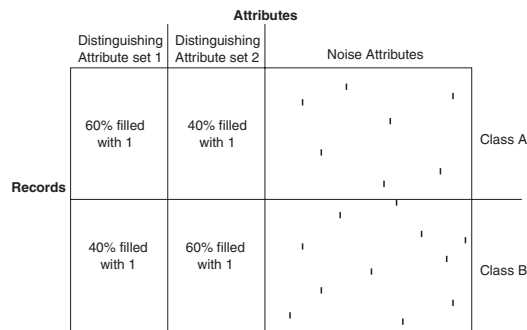 Attributes
Distinguishing
Attribute set 1
Distinguishing
Attribute set 2
Noise Attributes
60% filled
with 1
40% filled
with 1
Class A
Records
40% filled
with 1
60% filled
with 1
Class B